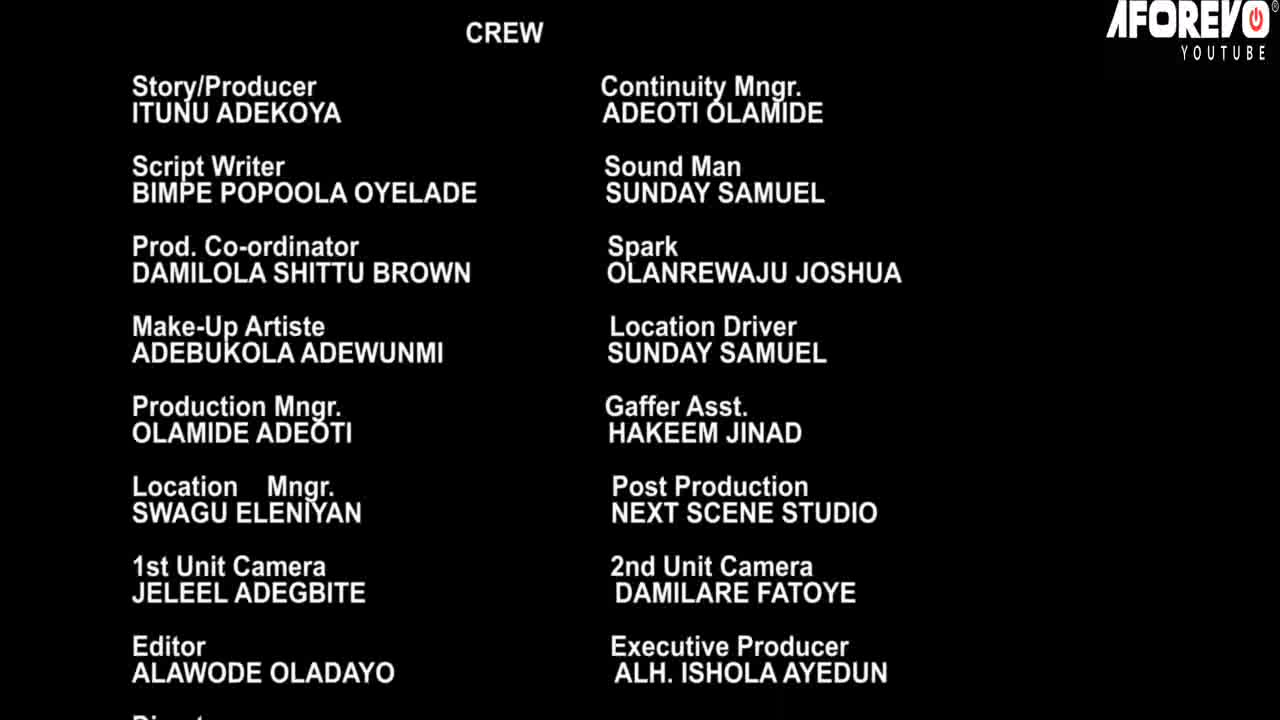 AFOREVO
YOUTUBE
CREW
Story/Producer
ITUNU ADEKOYA
Script Writer
BIMPE POPOOLA OYELADE
Prod. Co-ordinator
DAMILOLA SHITTU BROWN
Make-Up Artiste
ADEBUKOLA ADEWUNMI
Production Mngr.
OLAMIDE ADEOTI
Location Mngr.
SWAGU ELENIYAN
1st Unit Camera
JELEEL ADEGBITE
Editor
ALAWODE OLADAYO
Continuity Mngr.
ADEOTI OLAMIDE
Sound Man
SUNDAY SAMUEL
Spark
OLANREWAJU JOSHUA
Location Driver
SUNDAY SAMUEL
Gaffer Asst.
HAKEEM JINAD
Post Production
NEXT SCENE STUDIO
2nd Unit Camera
DAMILARE FATOYE
Executive Producer
ALH. ISHOLA AYEDUN